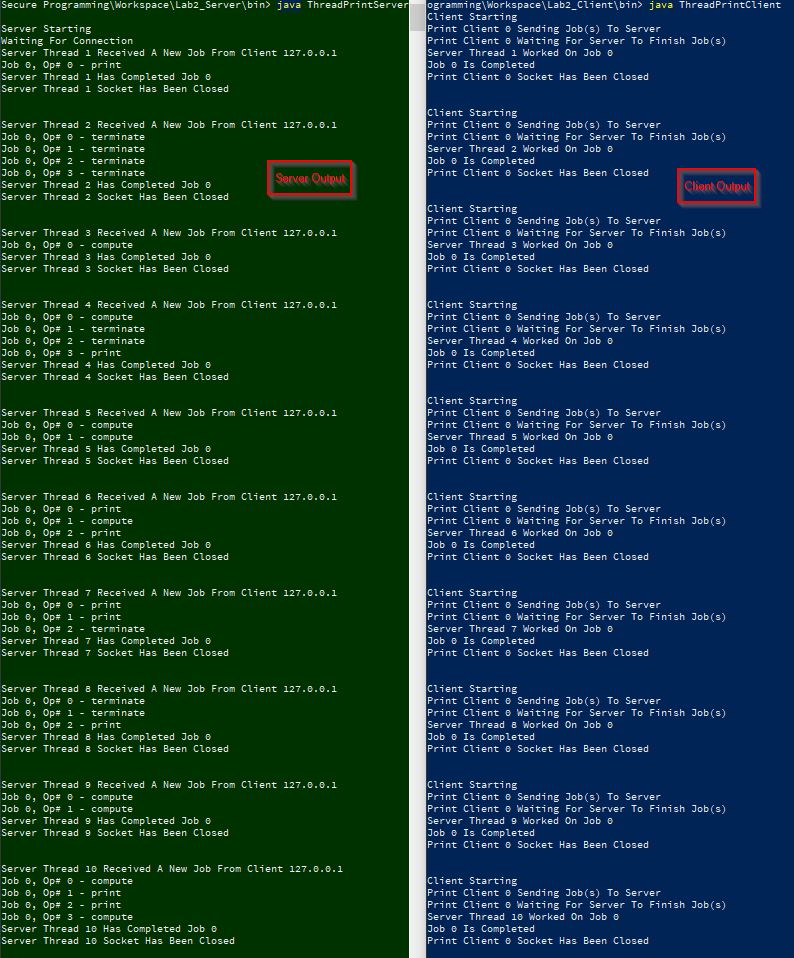 Secure Programming\Workspace\Lab2_Server\bin> java ThreadPrintServer
Server Starting
Waiting For Connection
Server Thread 1 Received A New Job From Client 127.0.0.1
Job 0, Op# 0 - print
Server Thread 1 Has Completed Job 0
Server Thread 1 Socket Has Been Closed
Server Thread 2 Received A New Job From Client 127.0.0.1
Job 0, Op# 0 - terminate
Job 0, Op# 1 - terminate
Job 0, Op# 2 - terminate
Job 0, Op# 3 - terminate
Server Thread 2 Has Completed Job 0
Server Thread 2 Socket Has Been Closed
Server Output
Server Thread 3 Received A New Job From Client 127.0.0.1
Job 0, Op# 0 - compute
Server Thread 3 Has Completed Job 0
Server Thread 3 Socket Has Been Closed
Server Thread 4 Received A New Job From Client 127.0.0.1
Job 0, Op# 0 - compute
Job 0, Op# 1 - terminate
Job 0, Op# 2 - terminate
Job 0, Op# 3 - print
Server Thread 4 Has Completed Job 0
Server Thread 4 Socket Has Been Closed
Server Thread 5 Received A New Job From Client 127.0.0.1
Job 0, Op# 0 - compute
Job 0, Op# 1 - compute
Server Thread 5 Has Completed Job 0
Server Thread 5 Socket Has Been Closed
Server Thread 6 Received A New Job From Client 127.0.0.1
Job 0, Op# 0 - print
Job 0, Op# 1 - compute
Job 0, Op# 2 - print
Server Thread 6 Has Completed Job 0
Server Thread 6 Socket Has Been Closed
Server Thread 7 Received A New Job From Client 127.0.0.1
Job 0, Op# 0 - print
Job 0, Op# 1 - print
Job 0, Op# 2 - terminate
Server Thread 7 Has Completed Job 0
Server Thread 7 Socket Has Been Closed
Server Thread 8 Received A New Job From Client 127.0.0.1
Job 0, Op# 0 - terminate
Job 0, Op# 1 - terminate
Job 0, Op# 2 - print
Server Thread 8 Has Completed Job 0
Server Thread 8 Socket Has Been Closed
Server Thread 9 Received A New Job From Client 127.0.0.1
Job 0, Op# 0 - compute
Job 0, Op# 1 - compute
Server Thread 9 Has Completed Job 0
Server Thread 9 Socket Has Been Closed
Server Thread 10 Received A New Job From Client 127.0.0.1
Job 0, Op# 0 - compute
Job 0, Op# 1 - print
Job 0, Op# 2 - print
Job 0, Op# 3 - compute
Server Thread 10 Has Completed Job 0
Server Thread 10 Socket Has Been Closed
ogramming\Workspace\Lab2_Client\bin> java ThreadPrintClient
Client Starting
Print Client 0 Sending Job(s) To Server
Print Client 0 Waiting For Server To Finish Job(s)
Server Thread 1 Worked On Job 0
Job 0 Is Completed
Print Client 0 Socket Has Been Closed
Client Starting
Print Client 0 Sending Job(s) To Server
Print Client 0 Waiting For Server To Finish Job(s)
Server Thread 2 Worked On Job 0
Job 0 Is Completed
Print Client 0 Socket Has Been Closed
Client Output
Client Starting
Print Client 0 Sending Job(s) To Server
Print Client 0 Waiting For Server To Finish Job(s)
Server Thread 3 Worked On Job 0
Job 0 Is Completed
Print Client 0 Socket Has Been Closed
Client Starting
Print Client 0 Sending Job(s) To Server
Print Client 0 Waiting For Server To Finish Job(s)
Server Thread 4 Worked On Job 0
Job 0 Is Completed
Print Client 0 Socket Has Been Closed
Client Starting
Print Client 0 Sending Job(s) To Server
Print Client 0 Waiting For Server To Finish Job(s)
Server Thread 5 Worked On Job 0
Job 0 Is Completed
Print Client 0 Socket Has Been Closed
Client Starting
Print Client 0 Sending Job(s) To Server
Print Client 0 Waiting For Server To Finish Job(s)
Server Thread 6 Worked On Job 0
Job 0 Is Completed
Print Client 0 Socket Has Been Closed
Client Starting
Print Client 0 Sending Job(s) To Server
Print Client 0 Waiting For Server To Finish Job(s)
Server Thread 7 Worked On Job 0
Job 0 Is Completed
Print Client 0 Socket Has Been Closed
Client Starting
Print Client 0 Sending Job(s) To Server
Print Client 0 Waiting For Server To Finish Job(s)
Server Thread 8 Worked On Job 0
Job 0 Is Completed
Print Client 0 Socket Has Been Closed
Client Starting
Print Client 0 Sending Job(s) To Server
Print Client 0 Waiting For Server To Finish Job(s)
Server Thread 9 Worked On Job 0
Job 0 Is Completed
Print Client 0 Socket Has Been Closed
Client Starting
Print Client 0 Sending Job(s) To Server
Print Client 0 Waiting For Server To Finish Job(s)
Server Thread 10 Worked On Job 0
Job 0 Is Completed
Print Client 0 Socket Has Been Closed